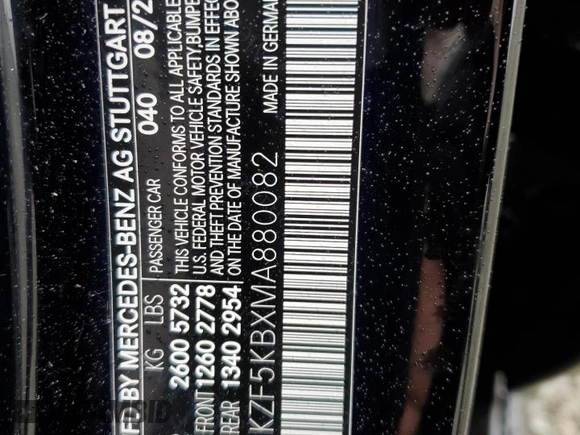 BY MERCEDES-BENZ AG STUTTGART
040 08/2
KG LBS PASSENGER CAR
2600 5732 THIS VEHICLE CONFORMS TO ALL APPLICABLE
U.S. FEDERAL MOTOR VEHICLE SAFETY, BUMPE
FRONT 1260 2778 AND THEFT PREVENTION STANDARDS IN EFFEC
REAR 1340 2954 ON THE DATE OF MANUFACTURE SHOWN ABO
KZF5KBXMA880082 MADE IN GERMAN